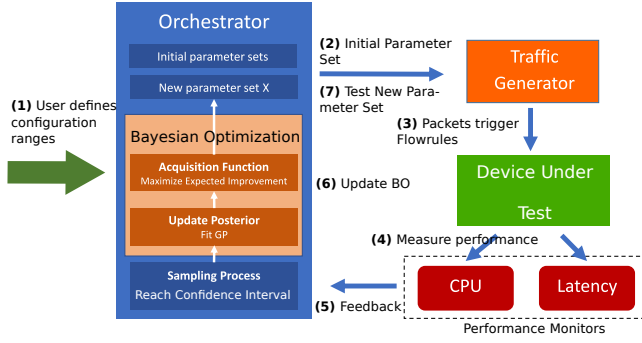 Orchestrator
Initial parameter sets
New parameter set X
(1) User defines
configuration
ranges
Bayesian Optimization
Acquisition Function
Maximize Expected Improvement
Update Posterior
Fit GP
Sampling Process
Reach Confidence Interval
(2) Initial Parameter
Set
(7) Test New Para-
meter Set
Traffic
Generator
(3) Packets trigger
Flowrules
(6) Update BO
Device Under
Test
(4) Measure performance
CPU
Latency
(5) Feedback
Performance Monitors